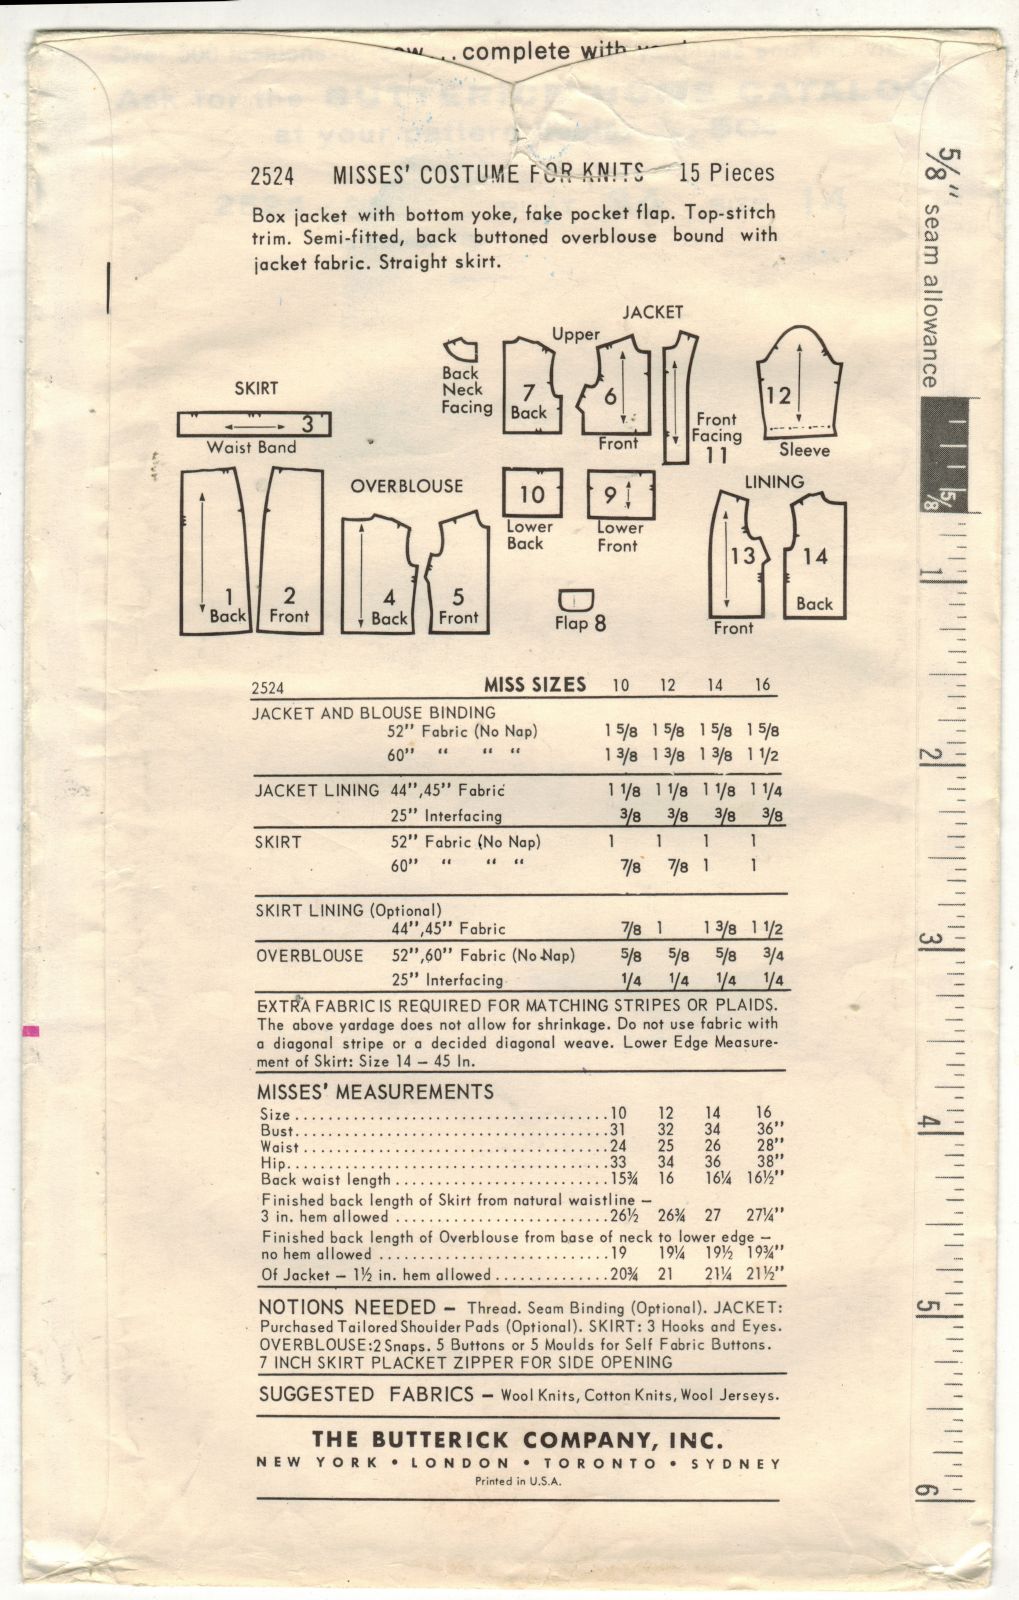 ...complete with
2524 MISSES' COSTUME FOR KNITS 15 Pieces
Box jacket with bottom yoke, fake pocket flap. Top-stitch
trim. Semi-fitted, back buttoned overblouse bound with
jacket fabric. Straight skirt.
5/8" seam allowance
JACKET
Upper
Back
Neck
Facing
7
Back
6
Front
Front
Facing
11
12
Sleeve
SKIRT
3
Waist Band
OVERBLOUSE
10
Lower
Back
9
Lower
Front
LINING
13
Front
14
Back
1
Back
2
Front
4
Back
5
Front
Flap 8
2524 MISS SIZES 10 12 14 16
JACKET AND BLOUSE BINDING
52" Fabric (No Nap) 1 5/8 1 5/8 1 5/8 1 5/8
60" " " " 1 3/8 1 3/8 1 3/8 1 1/2
JACKET LINING 44",45" Fabric 1 1/8 1 1/8 1 1/8 1 1/4
25" Interfacing 3/8 3/8 3/8 3/8
SKIRT 52" Fabric (No Nap) 1 1 1 1
60" " " " 7/8 7/8 1 1
SKIRT LINING (Optional)
44",45" Fabric 7/8 1 1 3/8 1 1/2
OVERBLOUSE 52",60" Fabric (No Nap) 5/8 5/8 5/8 3/4
25" Interfacing 1/4 1/4 1/4 1/4
EXTRA FABRIC IS REQUIRED FOR MATCHING STRIPES OR PLAIDS.
The above yardage does not allow for shrinkage. Do not use fabric with
a diagonal stripe or a decided diagonal weave. Lower Edge Measure-
ment of Skirt: Size 14 – 45 In.
MISSES' MEASUREMENTS
Size 10 12 14 16
Bust 31 32 34 36"
Waist 24 25 26 28"
Hip 33 34 36 38"
Back waist length 15¾ 16 16¼ 16½"
Finished back length of Skirt from natural waistline –
3 in. hem allowed 26½ 26¾ 27 27¼"
Finished back length of Overblouse from base of neck to lower edge –
no hem allowed 19 19¼ 19½ 19¾"
Of Jacket – 1½ in. hem allowed 20¾ 21 21¼ 21½"
NOTIONS NEEDED – Thread. Seam Binding (Optional). JACKET:
Purchased Tailored Shoulder Pads (Optional). SKIRT: 3 Hooks and Eyes.
OVERBLOUSE: 2 Snaps. 5 Buttons or 5 Moulds for Self Fabric Buttons.
7 INCH SKIRT PLACKET ZIPPER FOR SIDE OPENING
SUGGESTED FABRICS – Wool Knits, Cotton Knits, Wool Jerseys.
THE BUTTERICK COMPANY, INC.
NEW YORK • LONDON • TORONTO • SYDNEY
Printed in U.S.A.
5/8
1
2
3
4
5
6